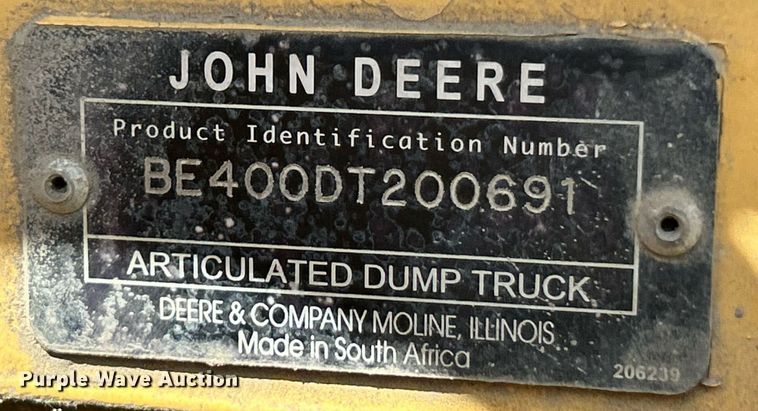 JOHN DEERE
Product Identification Number
BE400DT200691
ARTICULATED DUMP TRUCK
DEERE & COMPANY MOLINE, ILLINOIS
Made in South Africa
206239
Purple Wave Auction